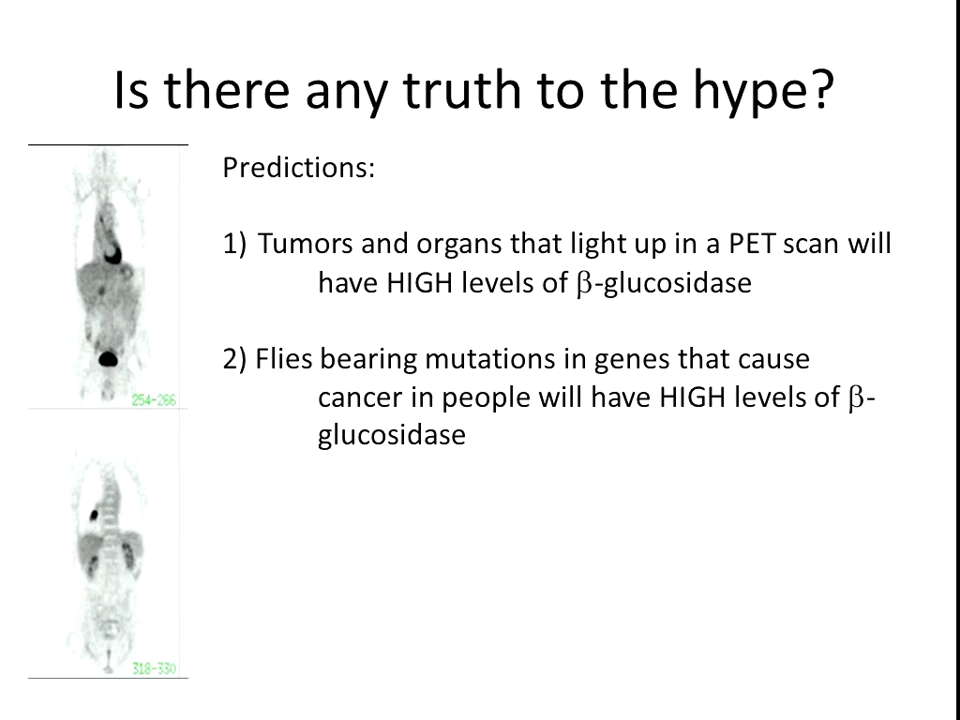 Is there any truth to the hype?
Predictions:
1) Tumors and organs that light up in a PET scan will
have HIGH levels of β-glucosidase
2) Flies bearing mutations in genes that cause
cancer in people will have HIGH levels of β-
glucosidase
254-266
318-330